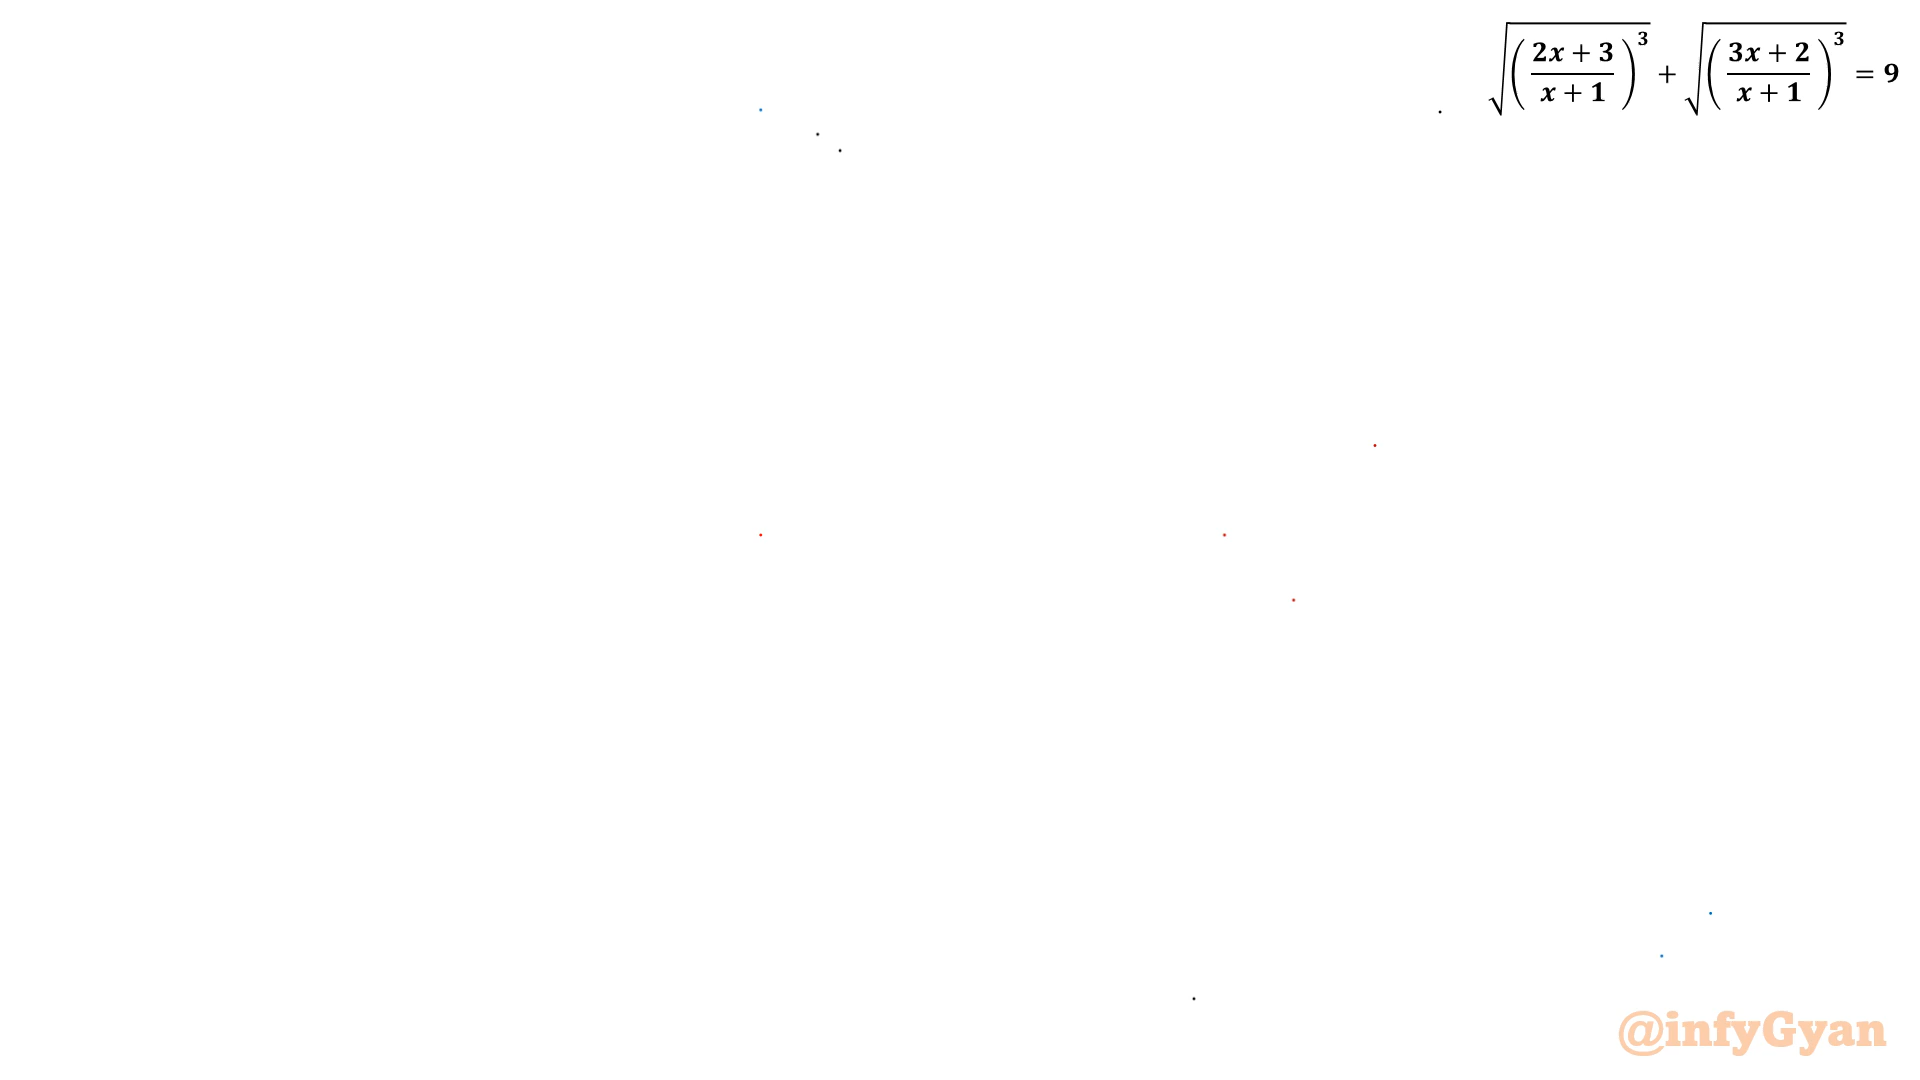 √((2x + 3)/(x + 1))³ + √((3x + 2)/(x + 1))³ = 9
@infyGyan